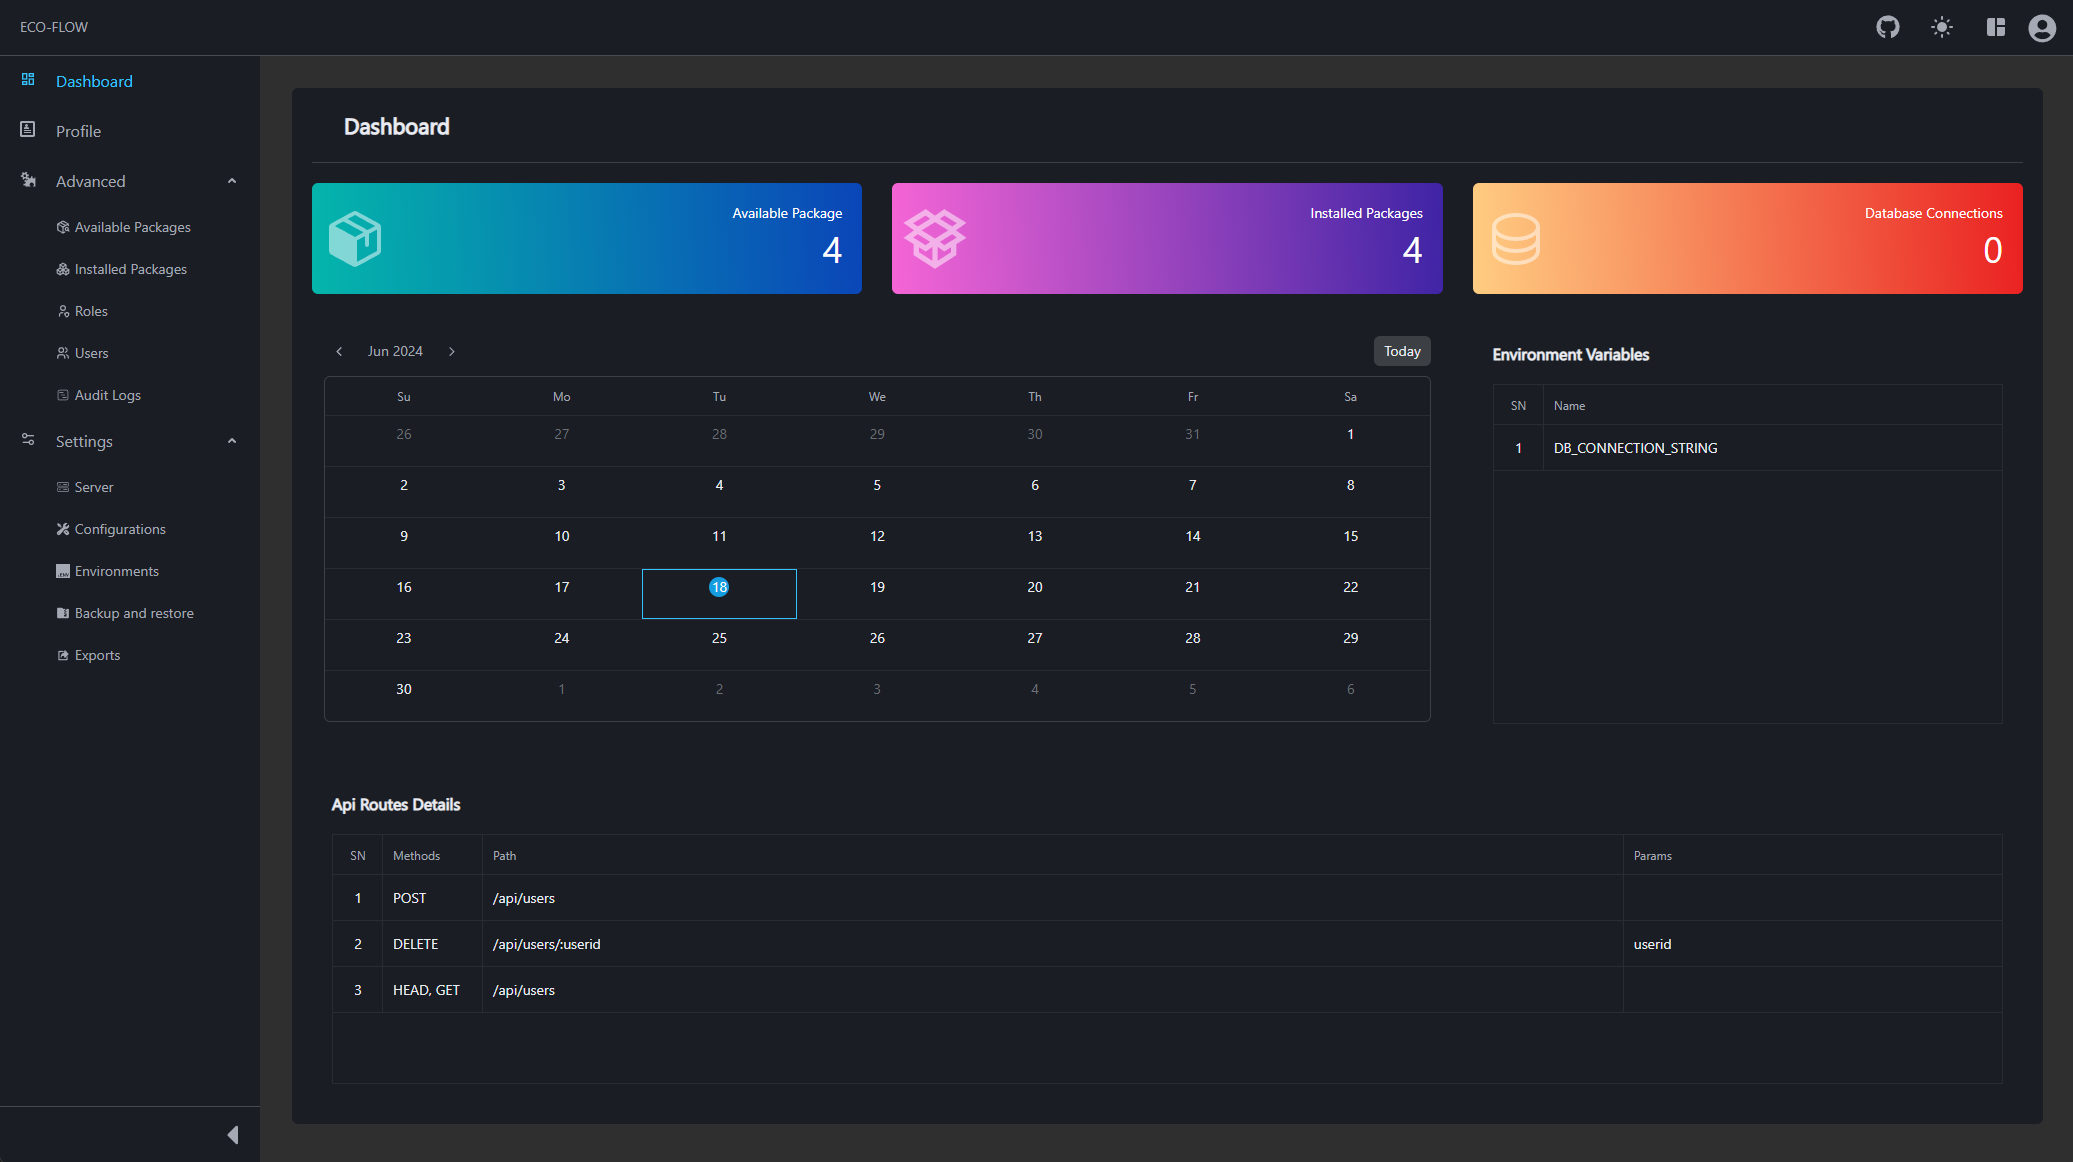 ECO-FLOW
Dashboard
Profile
Advanced
Available Packages
Installed Packages
Roles
Users
Audit Logs
Settings
Server
Configurations
Environments
Backup and restore
Exports
Dashboard
Available Package
4
Installed Packages
4
Database Connections
0
Jun 2024
Today
Su Mo Tu We Th Fr Sa
26 27 28 29 30 31 1
2 3 4 5 6 7 8
9 10 11 12 13 14 15
16 17 18 19 20 21 22
23 24 25 26 27 28 29
30 1 2 3 4 5 6
Environment Variables
SN Name
1 DB_CONNECTION_STRING
Api Routes Details
SN Methods Path Params
1 POST /api/users
2 DELETE /api/users/:userid userid
3 HEAD, GET /api/users